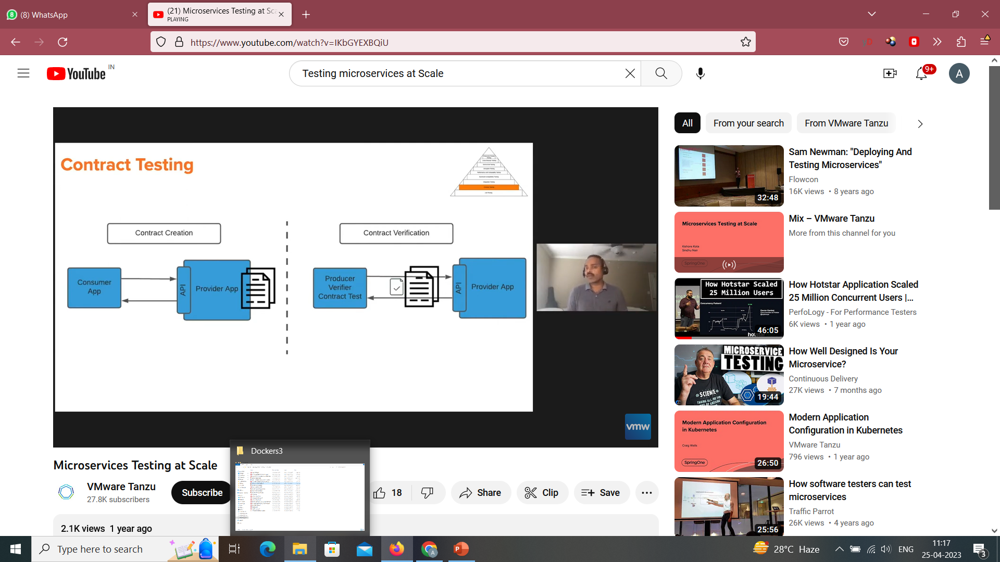 (8) WhatsApp
(21) Microservices Testing at Sca
PLAYING
https://www.youtube.com/watch?v=IKbGYEXBQiU
YouTube IN
Testing microservices at Scale
9+
A
Contract Testing
Contract Creation
Contract Verification
Consumer
App
API
Provider App
Producer
Verifier
Contract Test
API
Provider App
vmw
Microservices Testing at Scale
VMware Tanzu
27.8K subscribers
Subscribe
18
Share
Clip
Save
2.1K views 1 year ago
Dockers3
All
From your search
From VMware Tanzu
32:48
Sam Newman: "Deploying And
Testing Microservices"
Flowcon
16K views • 8 years ago
Microservices Testing at Scale
Kishore Kota
Sindhu Nair
SpringOne
Mix – VMware Tanzu
More from this channel for you
How Hotstar Scaled
25 Million Users
46:05
How Hotstar Application Scaled
25 Million Concurrent Users |...
PerfoLogy - For Performance Testers
6K views • 1 year ago
MICROSERVICE
TESTING
SCIENCE
19:44
How Well Designed Is Your
Microservice?
Continuous Delivery
27K views • 7 months ago
Modern Application Configuration
in Kubernetes
Craig Walls
SpringOne
26:50
Modern Application
Configuration in Kubernetes
VMware Tanzu
796 views • 1 year ago
25:56
How software testers can test
microservices
Traffic Parrot
26K views • 4 years ago
Type here to search
28°C Haze
ENG
11:17
25-04-2023
3